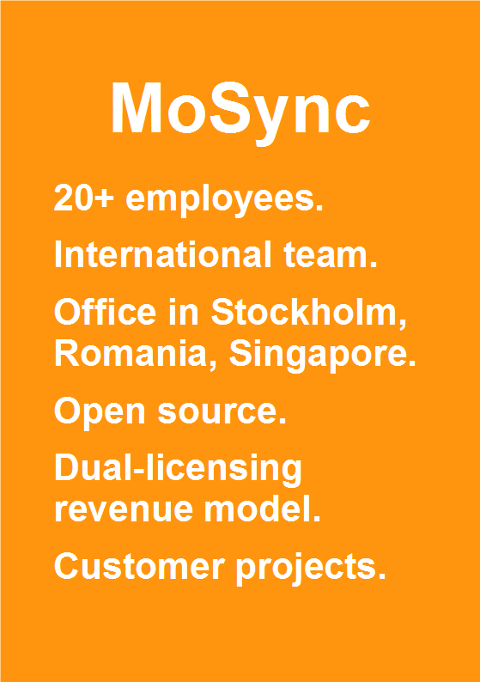 MoSync
20+ employees.
International team.
Office in Stockholm,
Romania, Singapore.
Open source.
Dual-licensing
revenue model.
Customer projects.